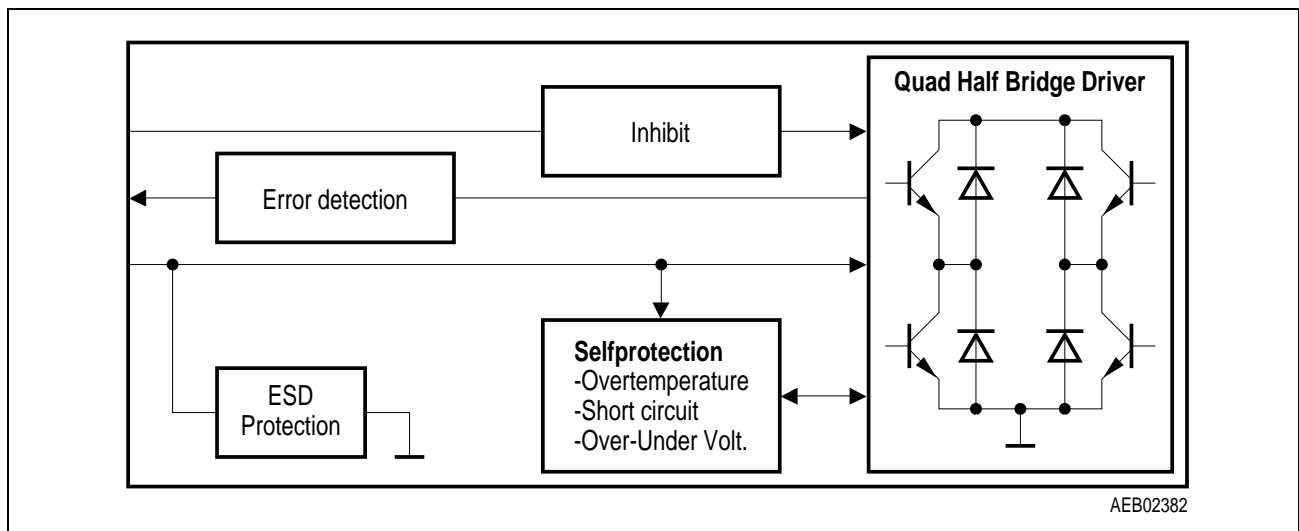 Quad Half Bridge Driver
Inhibit
Error detection
Selfprotection
-Overtemperature
-Short circuit
-Over-Under Volt.
ESD
Protection
AEB02382